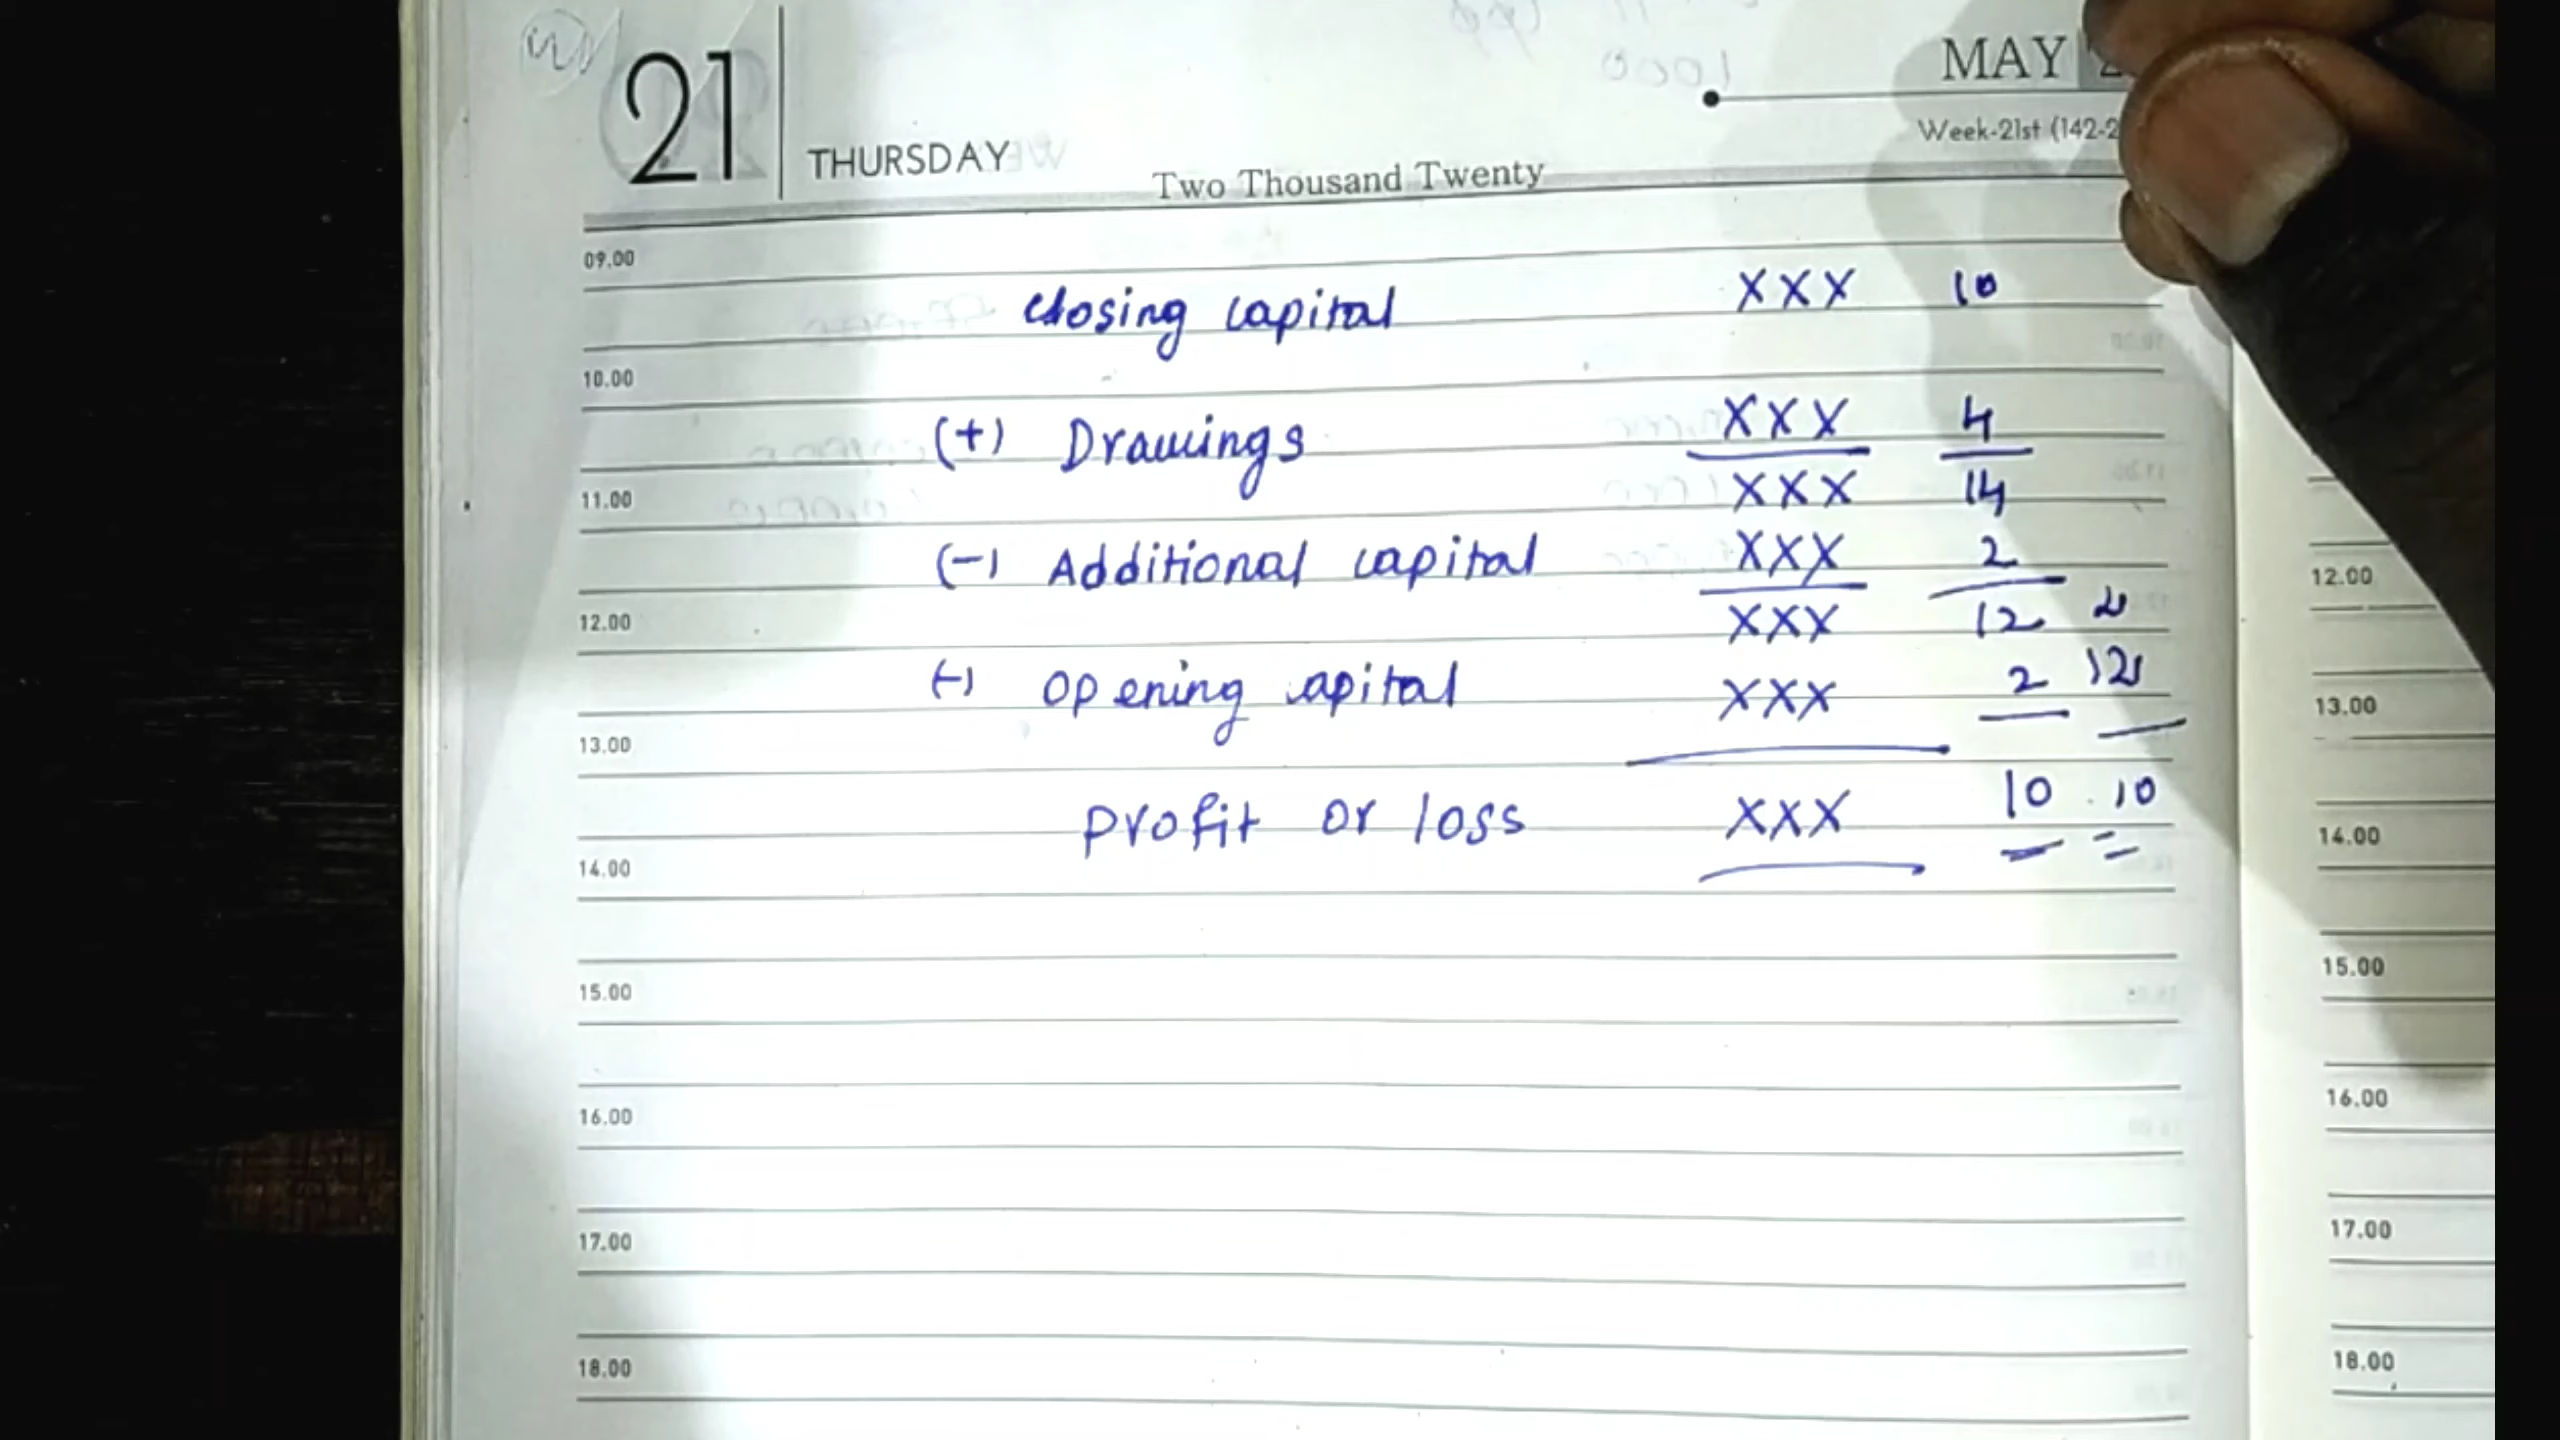 21 THURSDAY MAY
Week-21st (142-2
Two Thousand Twenty
09.00
closing capital XXX 10
10.00
(+) Drawings XXX 4
11.00 XXX 14
(-) Additional capital XXX 2
12.00 XXX 12 2
(-) opening capital XXX 2 12
13.00
profit or loss XXX 10 10
14.00
15.00
16.00
17.00
18.00
12.00
13.00
14.00
15.00
16.00
17.00
18.00